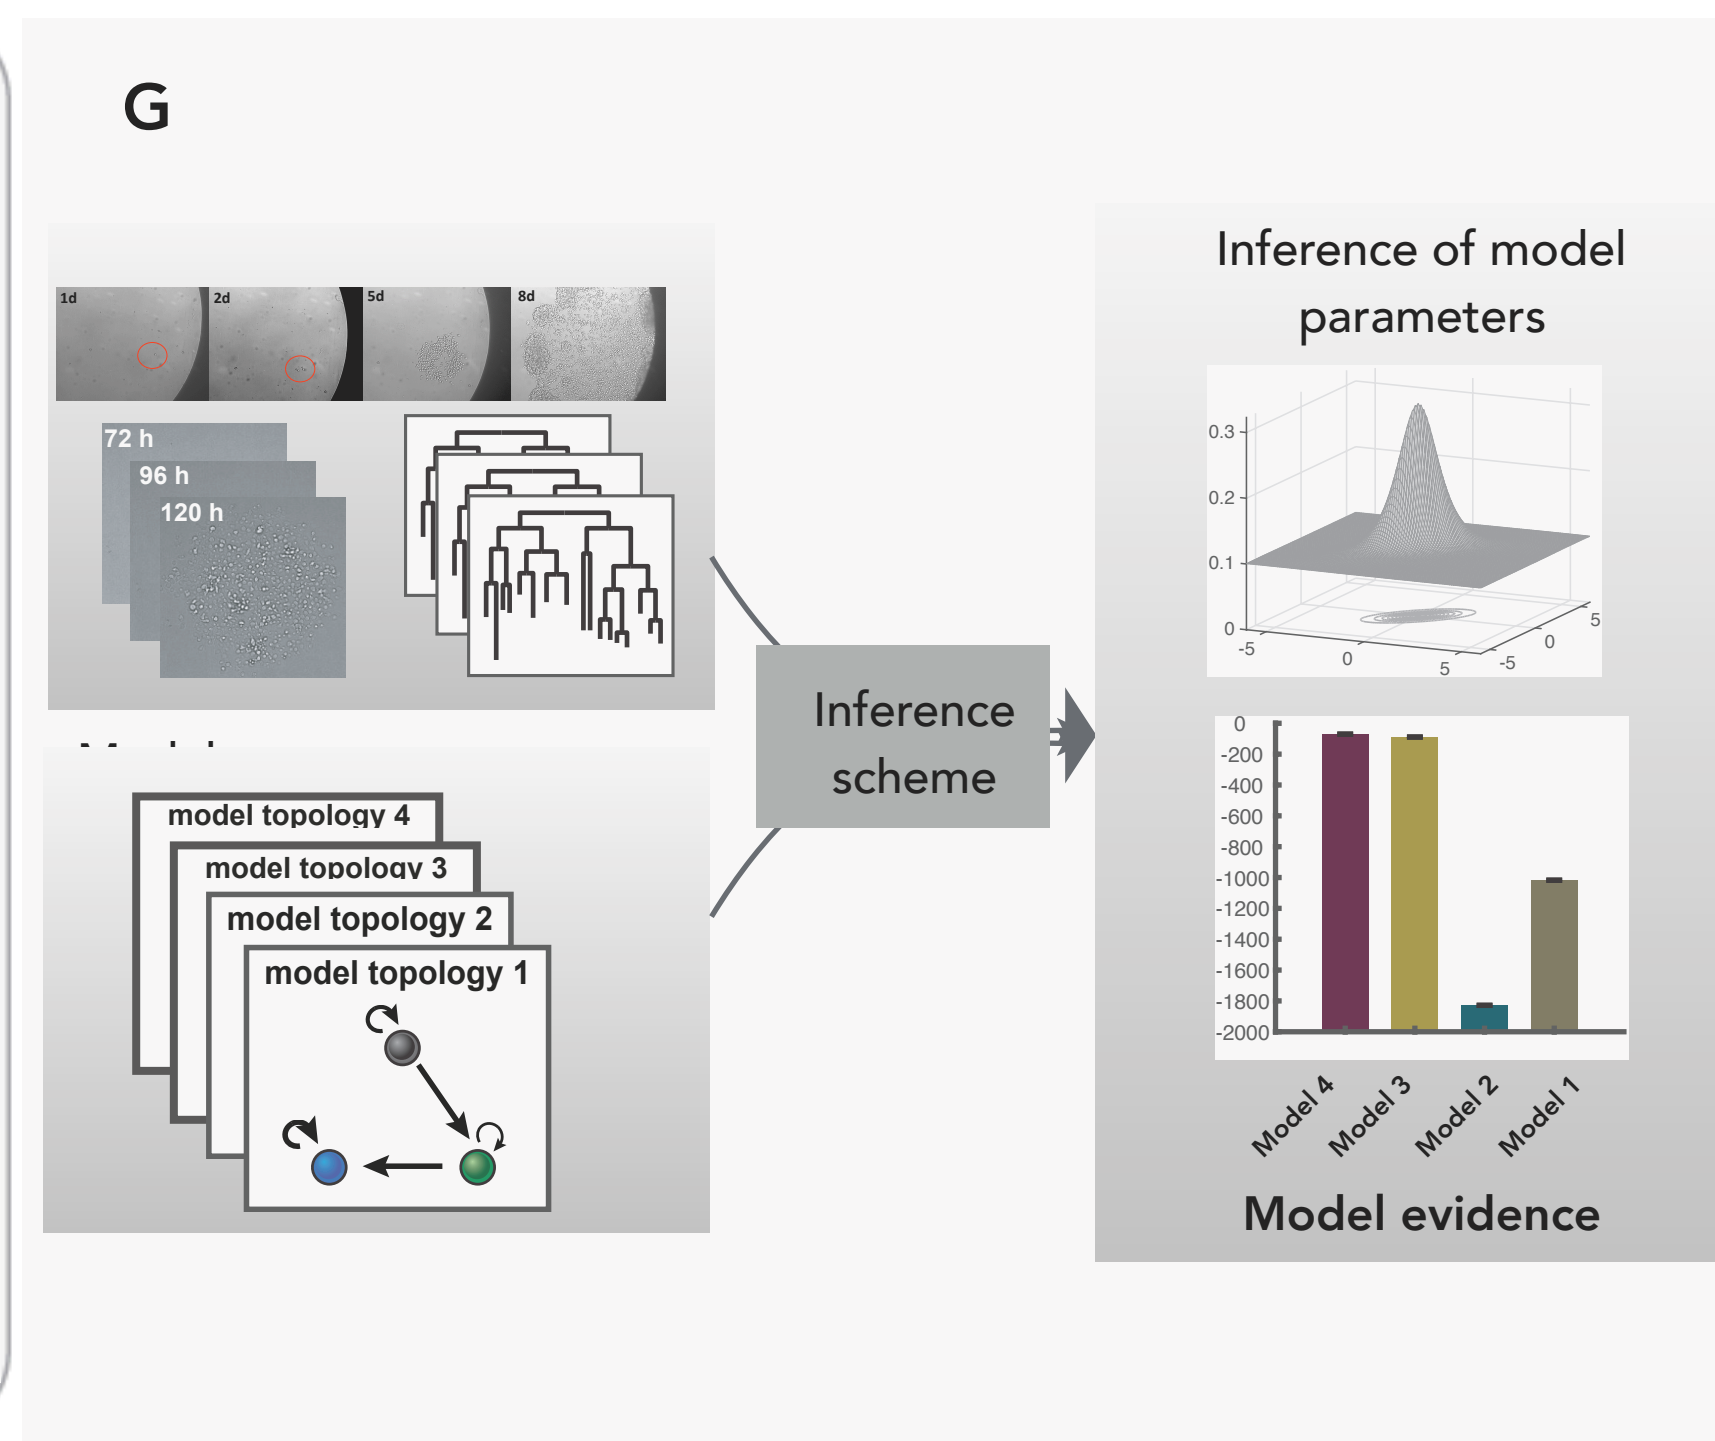 G
1d
2d
5d
8d
72 h
96 h
120 h
model topology 4
model topology 3
model topology 2
model topology 1
Inference
scheme
Inference of model
parameters
0.3
0.2
0.1
0
-5
0
5
-5
0
5
0
-200
-400
-600
-800
-1000
-1200
-1400
-1600
-1800
-2000
Model 4
Model 3
Model 2
Model 1
Model evidence